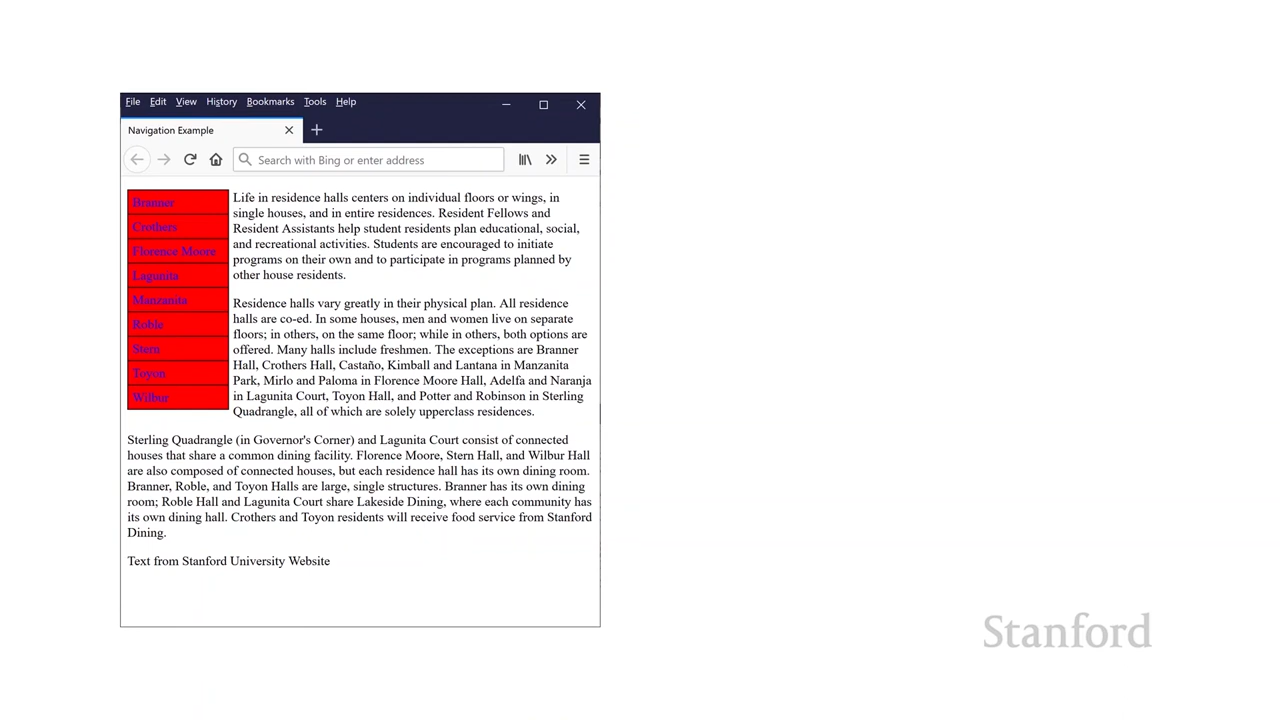 File Edit View History Bookmarks Tools Help
Navigation Example
Search with Bing or enter address
Branner
Crothers
Florence Moore
Lagunita
Manzanita
Roble
Stern
Toyon
Wilbur
Life in residence halls centers on individual floors or wings, in
single houses, and in entire residences. Resident Fellows and
Resident Assistants help student residents plan educational, social,
and recreational activities. Students are encouraged to initiate
programs on their own and to participate in programs planned by
other house residents.
Residence halls vary greatly in their physical plan. All residence
halls are co-ed. In some houses, men and women live on separate
floors; in others, on the same floor; while in others, both options are
offered. Many halls include freshmen. The exceptions are Branner
Hall, Crothers Hall, Castaño, Kimball and Lantana in Manzanita
Park, Mirlo and Paloma in Florence Moore Hall, Adelfa and Naranja
in Lagunita Court, Toyon Hall, and Potter and Robinson in Sterling
Quadrangle, all of which are solely upperclass residences.
Sterling Quadrangle (in Governor's Corner) and Lagunita Court consist of connected
houses that share a common dining facility. Florence Moore, Stern Hall, and Wilbur Hall
are also composed of connected houses, but each residence hall has its own dining room.
Branner, Roble, and Toyon Halls are large, single structures. Branner has its own dining
room; Roble Hall and Lagunita Court share Lakeside Dining, where each community has
its own dining hall. Crothers and Toyon residents will receive food service from Stanford
Dining.
Text from Stanford University Website
Stanford